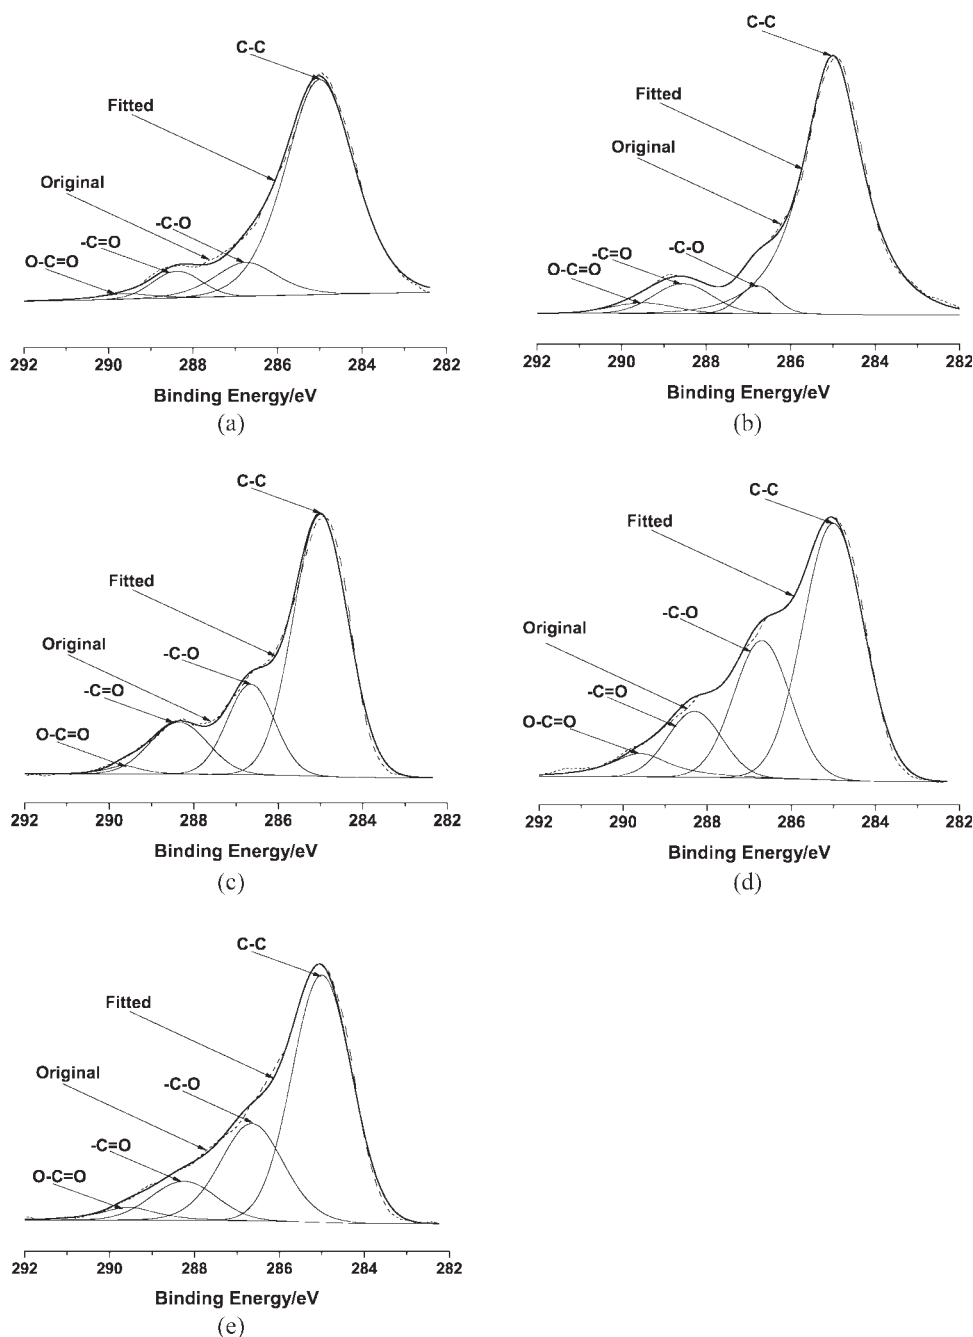 C-C
Fitted
Original
-C-O
-C=O
O-C=O
292 290 288 286 284 282
Binding Energy/eV
(a)
C-C
Fitted
Original
-C-O
-C=O
O-C=O
292 290 288 286 284 282
Binding Energy/eV
(b)
C-C
Fitted
Original
-C-O
-C=O
O-C=O
292 290 288 286 284 282
Binding Energy/eV
(c)
C-C
Fitted
-C-O
Original
-C=O
O-C=O
292 290 288 286 284 282
Binding Energy/eV
(d)
C-C
Fitted
Original
-C-O
-C=O
O-C=O
292 290 288 286 284 282
Binding Energy/eV
(e)